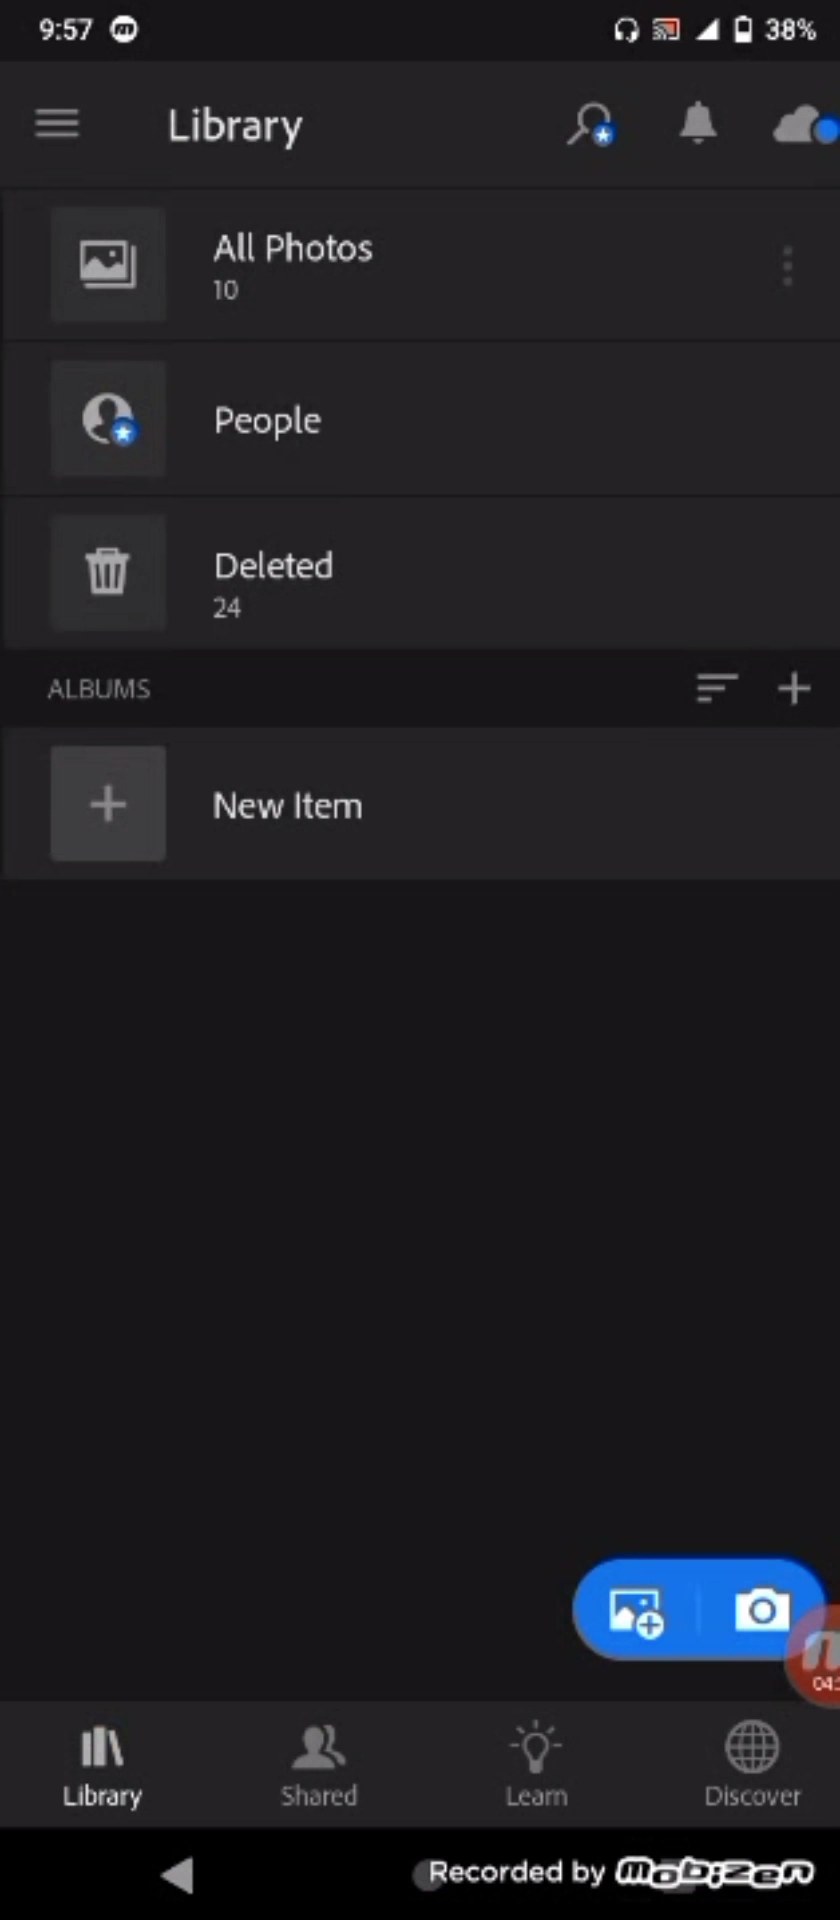 9:57
38%
Library
All Photos
10
People
Deleted
24
ALBUMS
New Item
Library
Shared
Learn
Discover
Recorded by mobizen